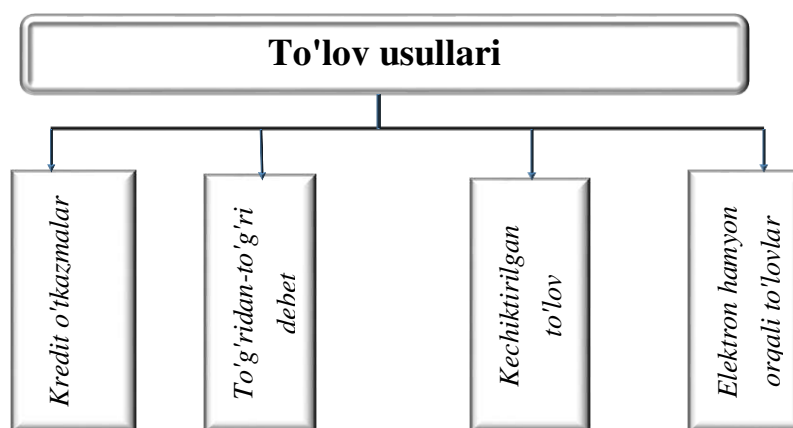 To'lov usullari
Kredit o'tkazmalar
To'g'ridan-to'g'ri
debet
Kechiktirilgan
to'lov
Elektron hamyon
orqali to'lovlar